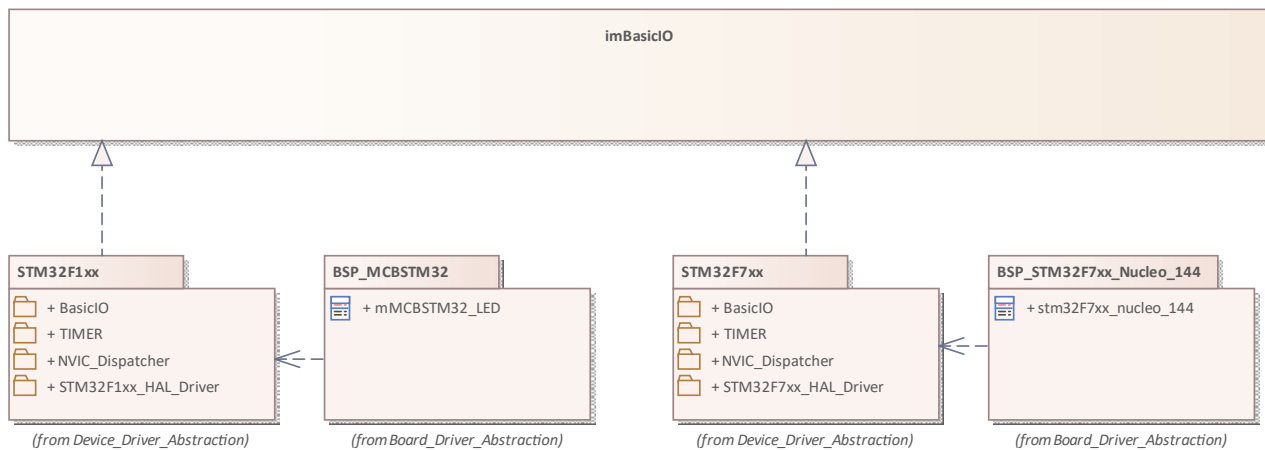 imBasicIO
STM32F1xx
+ BasicIO
+ TIMER
+ NVIC_Dispatcher
+ STM32F1xx_HAL_Driver
(from Device_Driver_Abstraction)
BSP_MCBSTM32
+ mMCBSTM32_LED
(from Board_Driver_Abstraction)
STM32F7xx
+ BasicIO
+ TIMER
+ NVIC_Dispatcher
+ STM32F7xx_HAL_Driver
(from Device_Driver_Abstraction)
BSP_STM32F7xx_Nucleo_144
+ stm32F7xx_nucleo_144
(from Board_Driver_Abstraction)